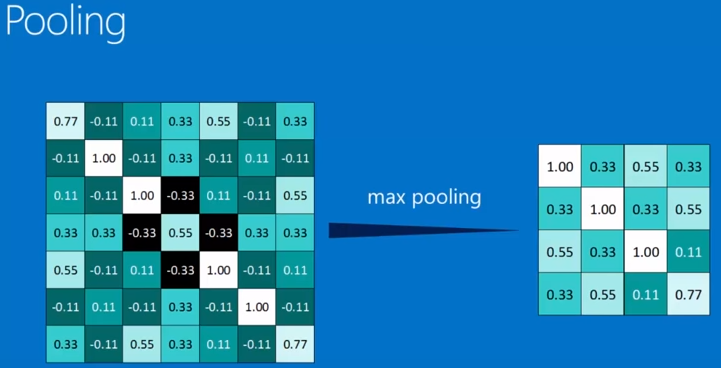 Pooling
0.77 -0.11 0.11 0.33 0.55 -0.11 0.33
-0.11 1.00 -0.11 0.33 -0.11 0.11 -0.11
0.11 -0.11 1.00 -0.33 0.11 -0.11 0.55
0.33 0.33 -0.33 0.55 -0.33 0.33 0.33
0.55 -0.11 0.11 -0.33 1.00 -0.11 0.11
-0.11 0.11 -0.11 0.33 -0.11 1.00 -0.11
0.33 -0.11 0.55 0.33 0.11 -0.11 0.77
max pooling
1.00 0.33 0.55 0.33
0.33 1.00 0.33 0.55
0.55 0.33 1.00 0.11
0.33 0.55 0.11 0.77